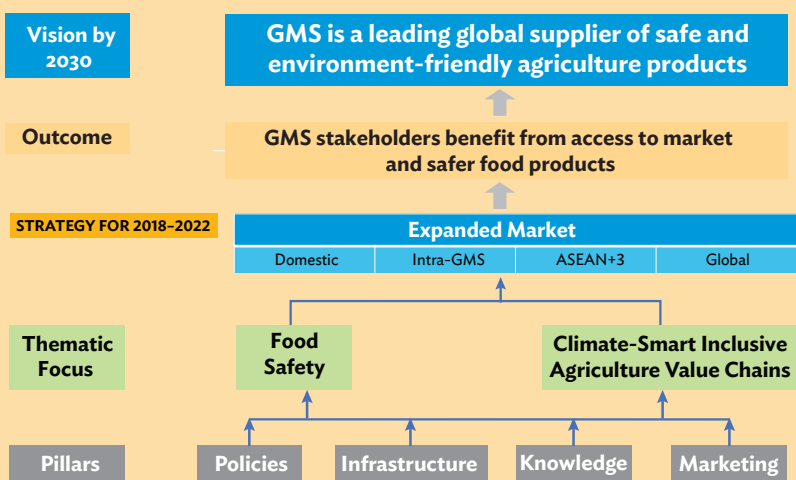 Vision by
2030
GMS is a leading global supplier of safe and
environment-friendly agriculture products
Outcome
GMS stakeholders benefit from access to market
and safer food products
STRATEGY FOR 2018–2022
Expanded Market
Domestic
Intra-GMS
ASEAN+3
Global
Thematic
Focus
Food
Safety
Climate-Smart Inclusive
Agriculture Value Chains
Pillars
Policies
Infrastructure
Knowledge
Marketing